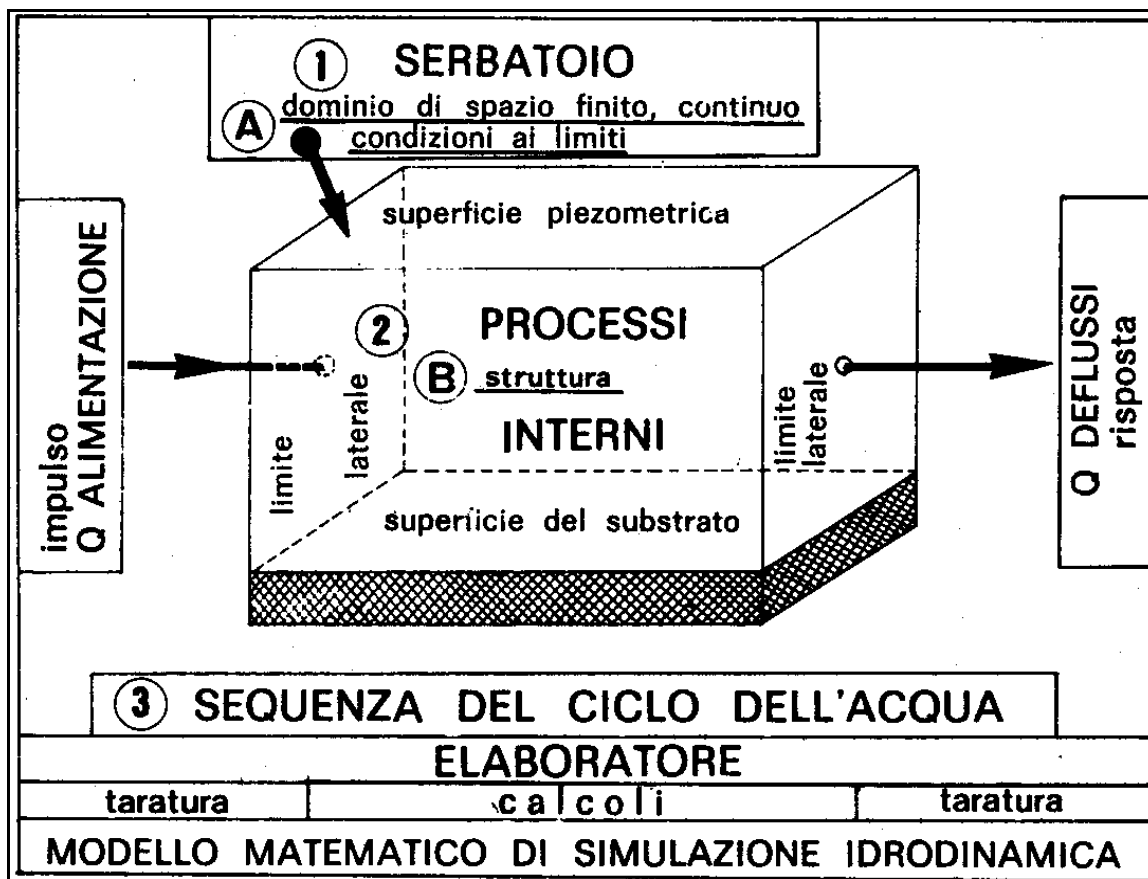 1 SERBATOIO
A dominio di spazio finito, continuo
condizioni ai limiti
superficie piezometrica
impulso
Q ALIMENTAZIONE
2 PROCESSI
B struttura
INTERNI
limite
laterale
limite
laterale
superficie del substrato
Q DEFLUSSI
risposta
3 SEQUENZA DEL CICLO DELL'ACQUA
ELABORATORE
taratura calcoli taratura
MODELLO MATEMATICO DI SIMULAZIONE IDRODINAMICA